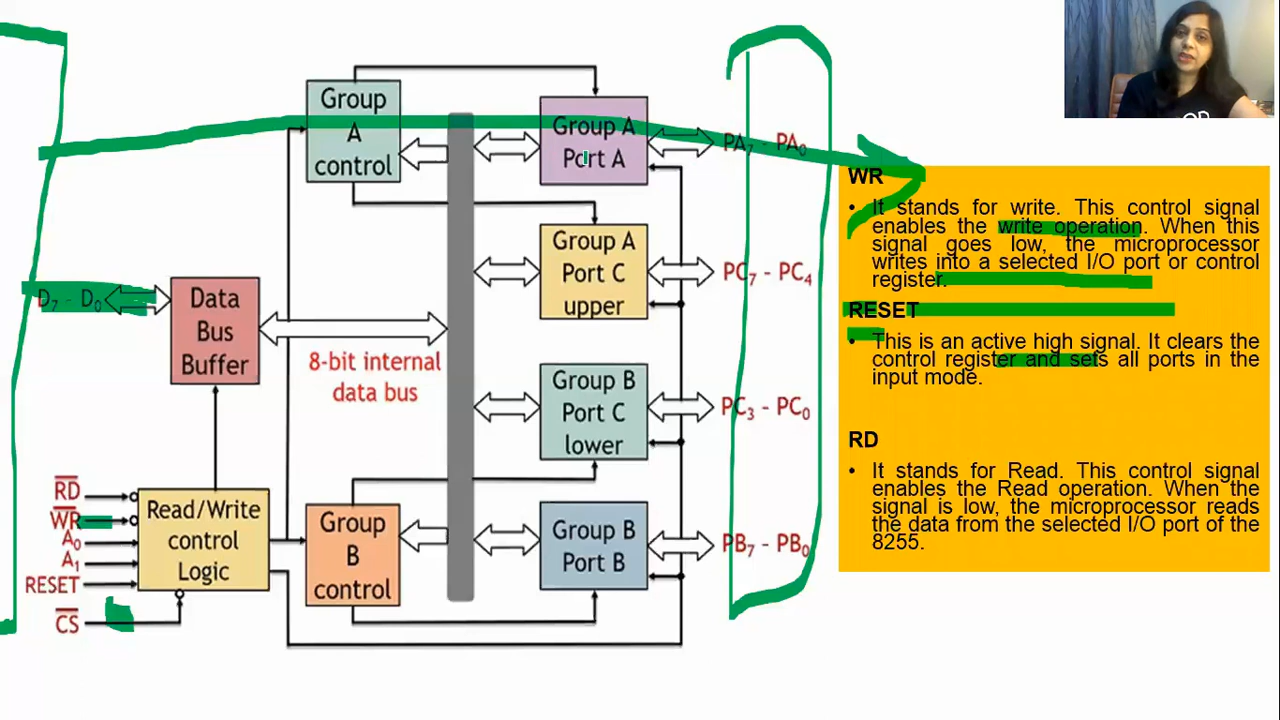 Group
A
control
Group A
Port A
PA7 - PA0
Group A
Port C
upper
PC7 - PC4
D7 - D0
Data
Bus
Buffer
8-bit internal
data bus
Group B
Port C
lower
PC3 - PC0
RD
WR
A0
A1
RESET
CS
Read/Write
control
Logic
Group
B
control
Group B
Port B
PB7 - PB0
WR
• It stands for write. This control signal
enables the write operation. When this
signal goes low, the microprocessor
writes into a selected I/O port or control
register.
RESET
• This is an active high signal. It clears the
control register and sets all ports in the
input mode.
RD
• It stands for Read. This control signal
enables the Read operation. When the
signal is low, the microprocessor reads
the data from the selected I/O port of the
8255.